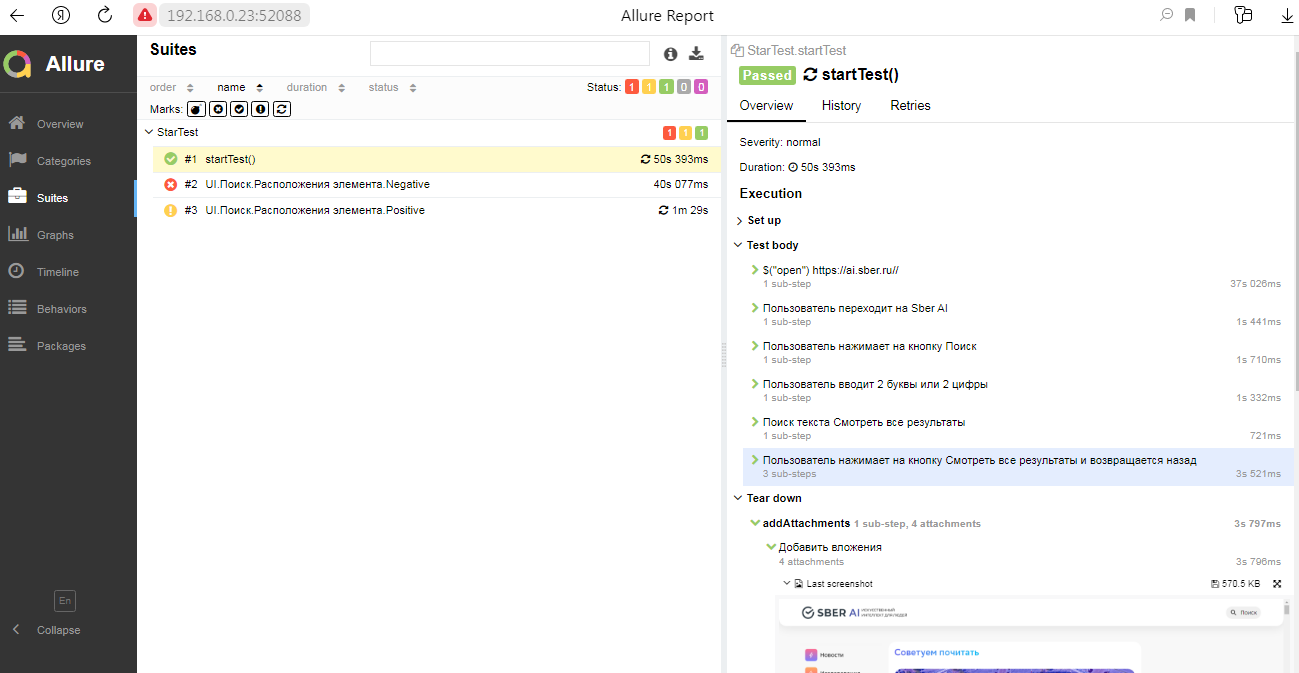 192.168.0.23:52088
Allure Report
Allure
Overview
Categories
Suites
Graphs
Timeline
Behaviors
Packages
En
Collapse
Suites
order name duration status Status: 1 1 1 0 0
Marks:
StarTest 1 1 1
#1 startTest() 50s 393ms
#2 UI.Поиск.Расположения элемента.Negative 40s 077ms
#3 UI.Поиск.Расположения элемента.Positive 1m 29s
StarTest.startTest
Passed startTest()
Overview History Retries
Severity: normal
Duration: 50s 393ms
Execution
Set up
Test body
$("open") https://ai.sber.ru//
1 sub-step 37s 026ms
Пользователь переходит на Sber AI
1 sub-step 1s 441ms
Пользователь нажимает на кнопку Поиск
1 sub-step 1s 710ms
Пользователь вводит 2 буквы или 2 цифры
1 sub-step 1s 332ms
Поиск текста Смотреть все результаты
1 sub-step 721ms
Пользователь нажимает на кнопку Смотреть все результаты и возвращается назад
3 sub-steps 3s 521ms
Tear down
addAttachments 1 sub-step, 4 attachments 3s 797ms
Добавить вложения
4 attachments 3s 796ms
Last screenshot 570.5 KB
SBER AI ИСКУССТВЕННЫЙ ИНТЕЛЛЕКТ ДЛЯ ЛЮДЕЙ Поиск
Новости
Советуем почитать